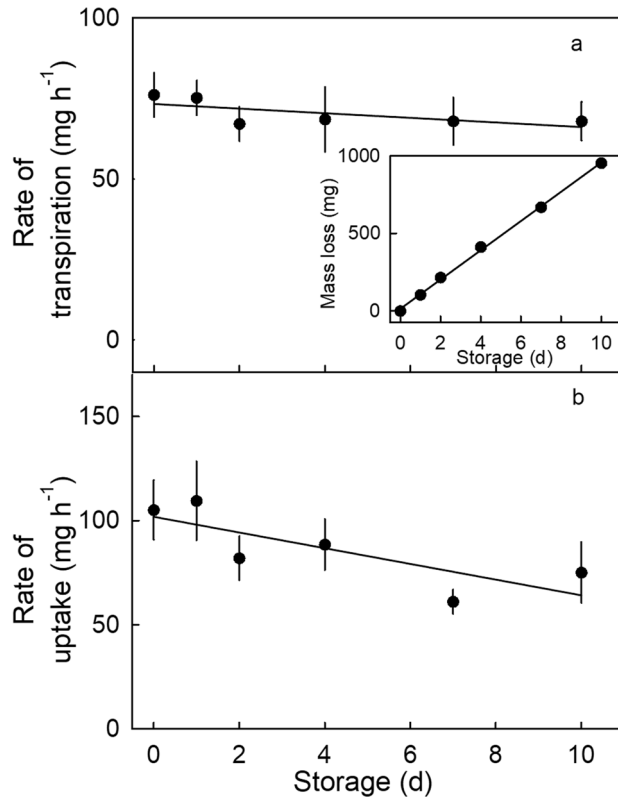 100
a
50
0
Rate of
transpiration (mg h⁻¹)
1000
500
0
Mass loss (mg)
0 2 4 6 8 10
Storage (d)
150
b
100
50
0
Rate of
uptake (mg h⁻¹)
0 2 4 6 8 10
Storage (d)